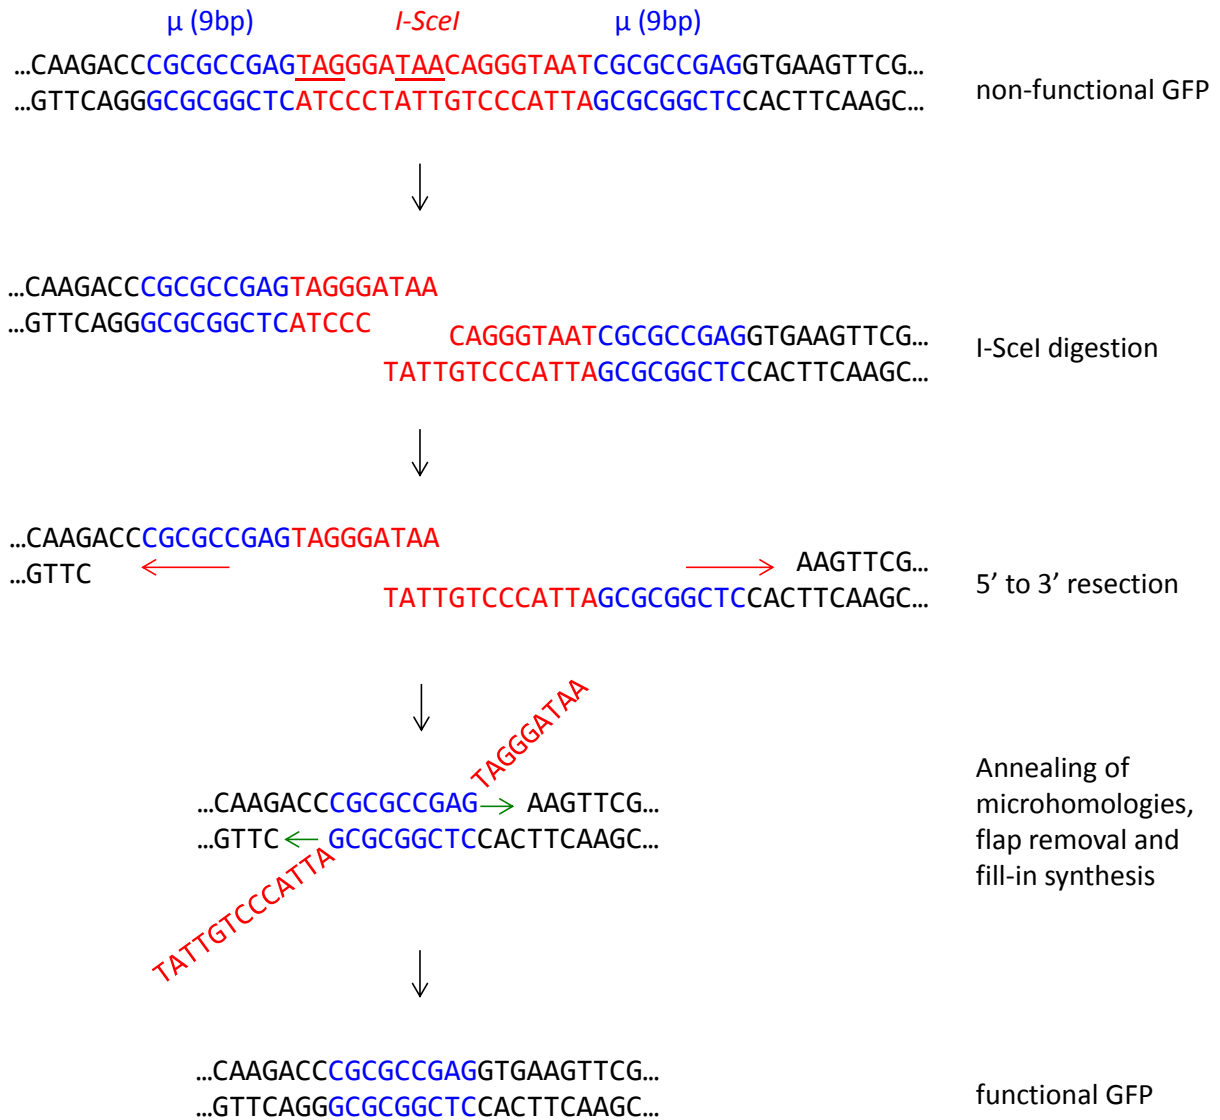 μ (9bp) I-SceI μ (9bp)
...CAAGACCCGCGCCGAGTAGGGATAACAGGGTAATCGCGCCGAGGTGAAGTTCG...
...GTTCAGGGCGCGGCTCATCCCTATTGTCCCATTAGCGCGGCTCCACTTCAAGC...
non-functional GFP
...CAAGACCCGCGCCGAGTAGGGATAA
...GTTCAGGGCGCGGCTCATCCC
CAGGGTAATCGCGCCGAGGTGAAGTTCG...
TATTGTCCCATTAGCGCGGCTCCACTTCAAGC...
I-SceI digestion
...CAAGACCCGCGCCGAGTAGGGATAA
...GTTC
AAGTTCG...
TATTGTCCCATTAGCGCGGCTCCACTTCAAGC...
5’ to 3’ resection
TAGGGATAA
...CAAGACCCGCGCCGAG AAGTTCG...
...GTTC GCGCGGCTCCACTTCAAGC...
TATTGTCCCATTA
Annealing of
microhomologies,
flap removal and
fill-in synthesis
...CAAGACCCGCGCCGAGGTGAAGTTCG...
...GTTCAGGGCGCGGCTCCACTTCAAGC...
functional GFP